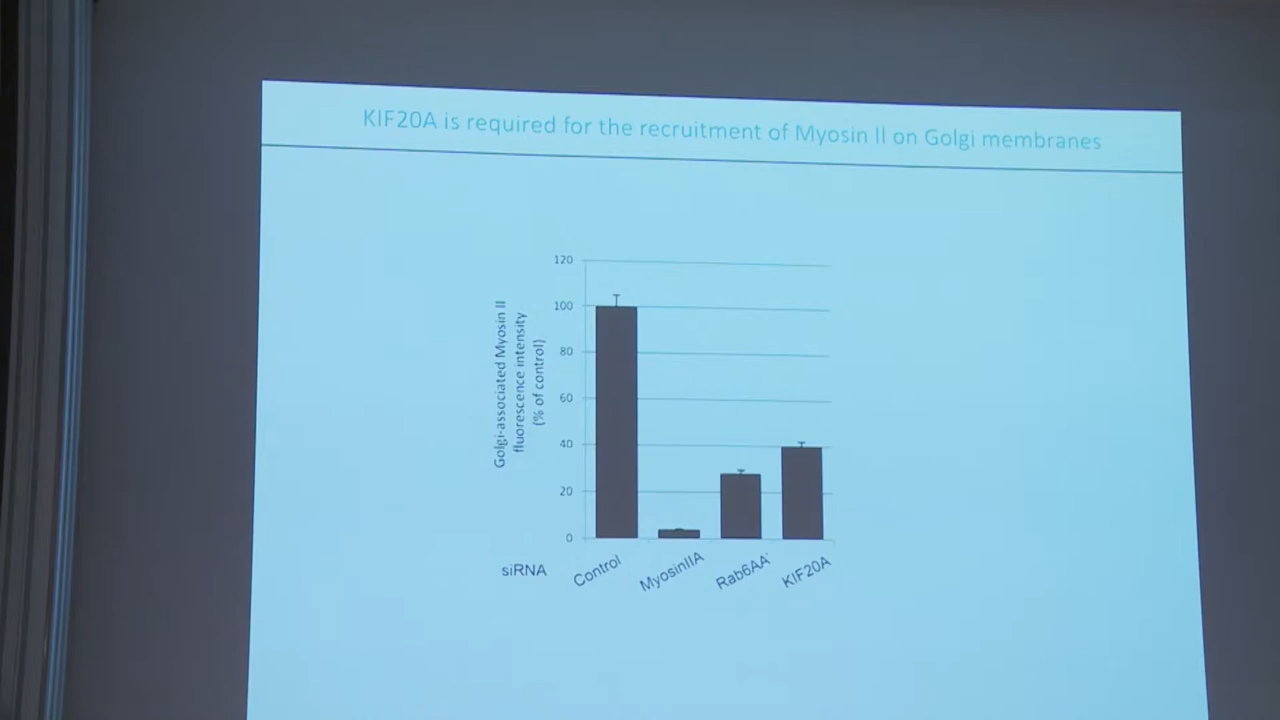 KIF20A is required for the recruitment of Myosin II on Golgi membranes
120
100
80
60
40
20
0
Golgi-associated Myosin II
fluorescence intensity
(% of control)
siRNA
Control
MyosinIIA
Rab6AA'
KIF20A